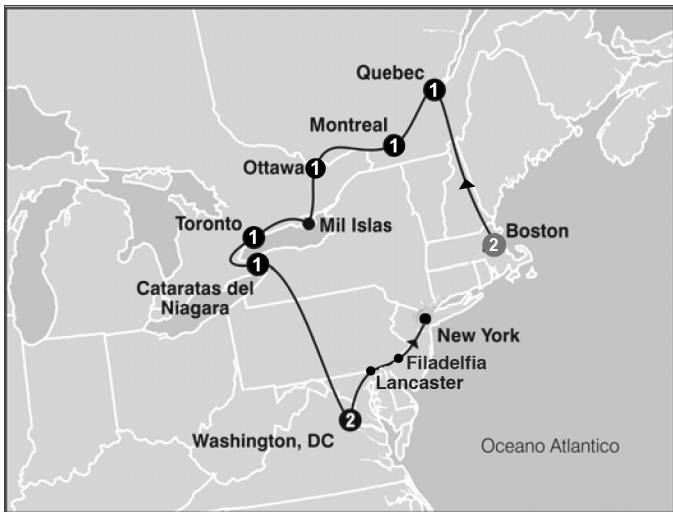 Quebec
1
Montreal
1
Ottawa
1
Toronto
1
Mil Islas
Boston
2
1
Cataratas del
Niagara
New York
Filadelfia
Lancaster
2
Washington, DC
Oceano Atlantico